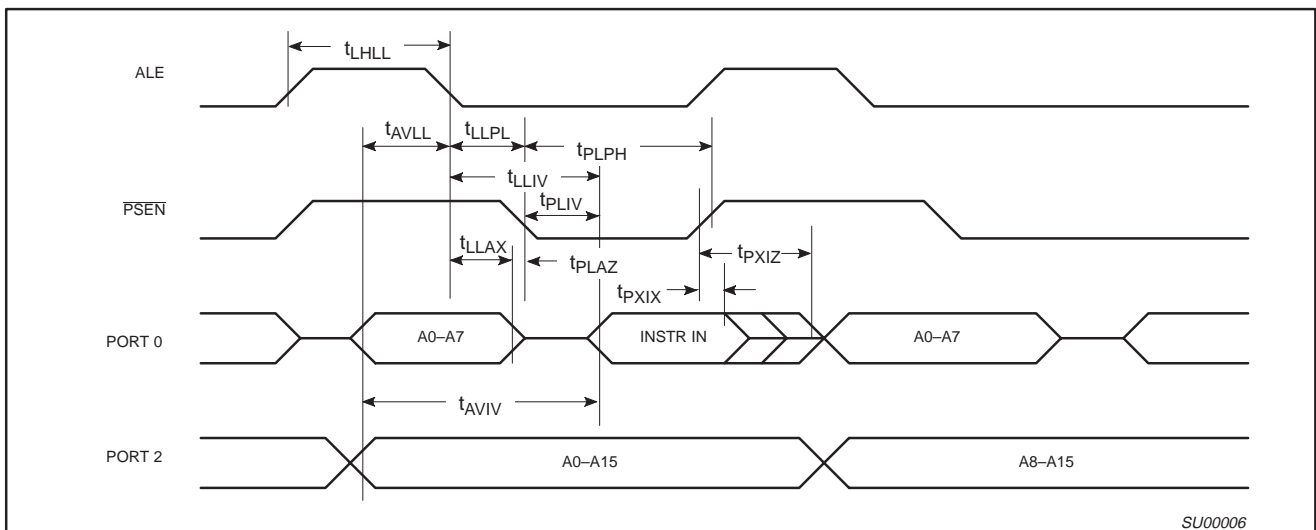 tLHLL
ALE
tAVLL
tLLPL
tPLPH
tLLIV
PSEN
tPLIV
tLLAX
tPLAZ
tPXIZ
tPXIX
PORT 0
A0–A7
INSTR IN
A0–A7
tAVIV
PORT 2
A0–A15
A8–A15
SU00006